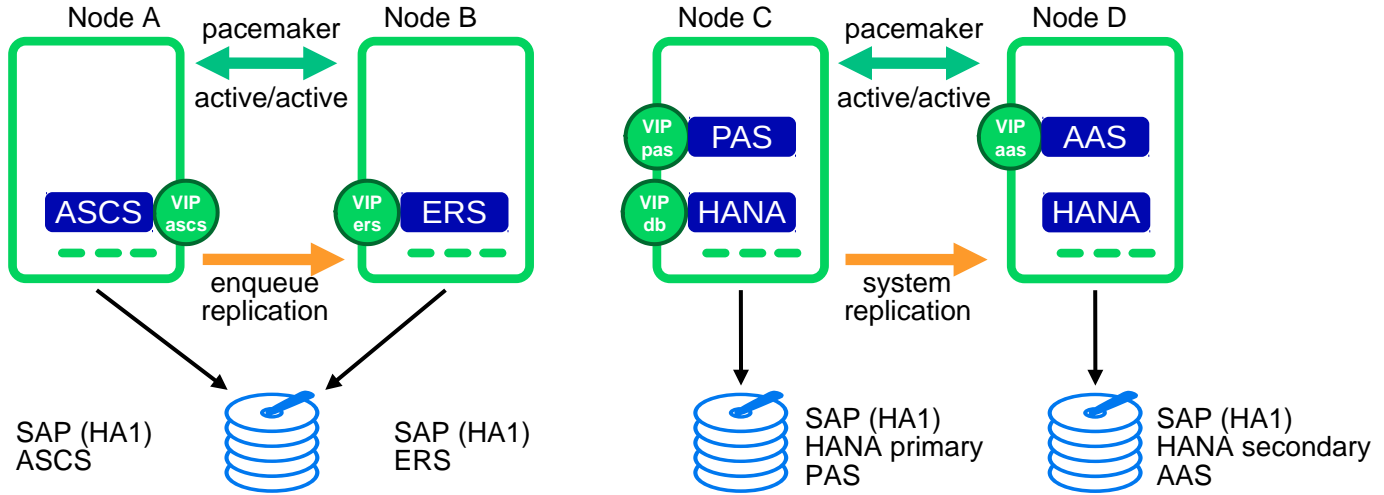 Node A
Node B
pacemaker
active/active
ASCS
VIP
ascs
VIP
ers
ERS
enqueue
replication
SAP (HA1)
ASCS
SAP (HA1)
ERS
Node C
Node D
pacemaker
active/active
VIP
pas
PAS
VIP
aas
AAS
VIP
db
HANA
HANA
system
replication
SAP (HA1)
HANA primary
PAS
SAP (HA1)
HANA secondary
AAS